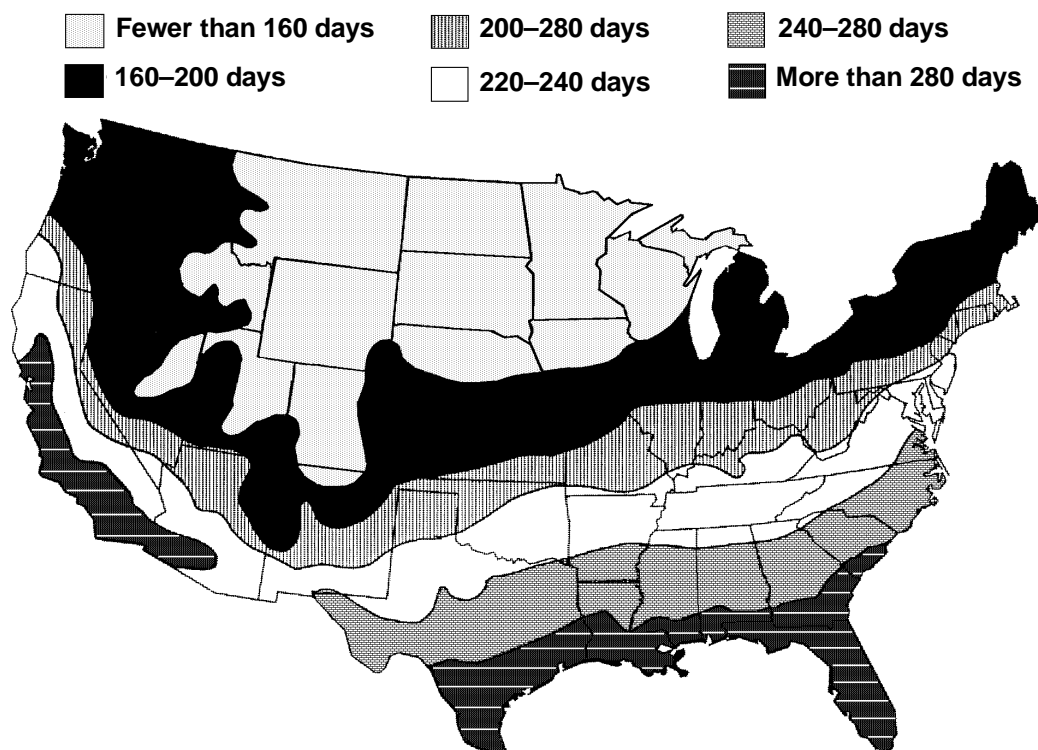 Fewer than 160 days
200–280 days
240–280 days
160–200 days
220–240 days
More than 280 days